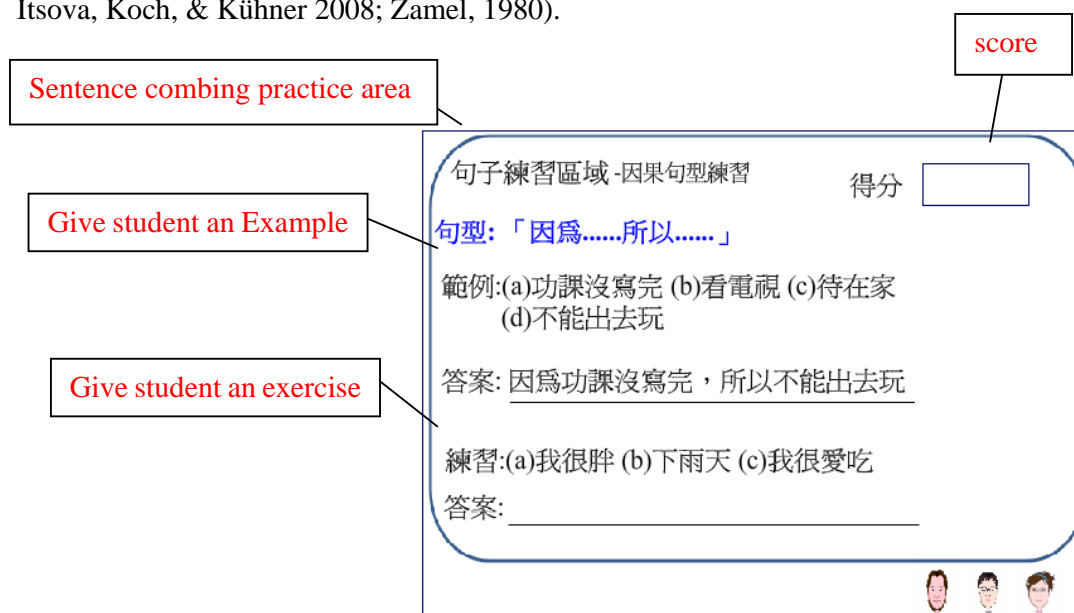 Itsova, Koch, & Kühner 2008; Zamel, 1980).
score
Sentence combing practice area
句子練習區域 -因果句型練習
得分
Give student an Example
句型:「因爲......所以......」
範例:(a)功課沒寫完 (b)看電視 (c)待在家
(d)不能出去玩
Give student an exercise
答案: 因爲功課沒寫完，所以不能出去玩
練習:(a)我很胖 (b)下雨天 (c)我很愛吃
答案: